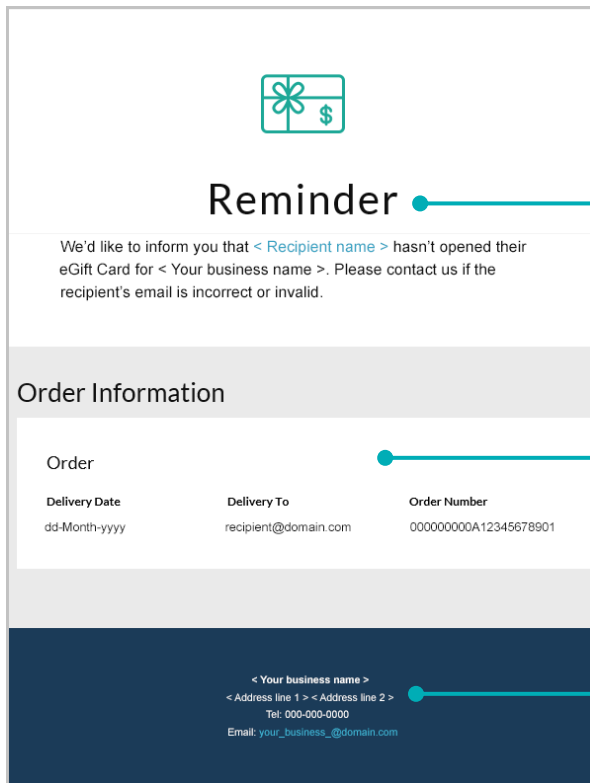 $
Reminder
We'd like to inform you that < Recipient name > hasn't opened their
eGift Card for < Your business name >. Please contact us if the
recipient's email is incorrect or invalid.
Order Information
Order
Delivery Date Delivery To Order Number
dd-Month-yyyy recipient@domain.com 000000000A12345678901
< Your business name >
< Address line 1 > < Address line 2 >
Tel: 000-000-0000
Email: your_business_@domain.com